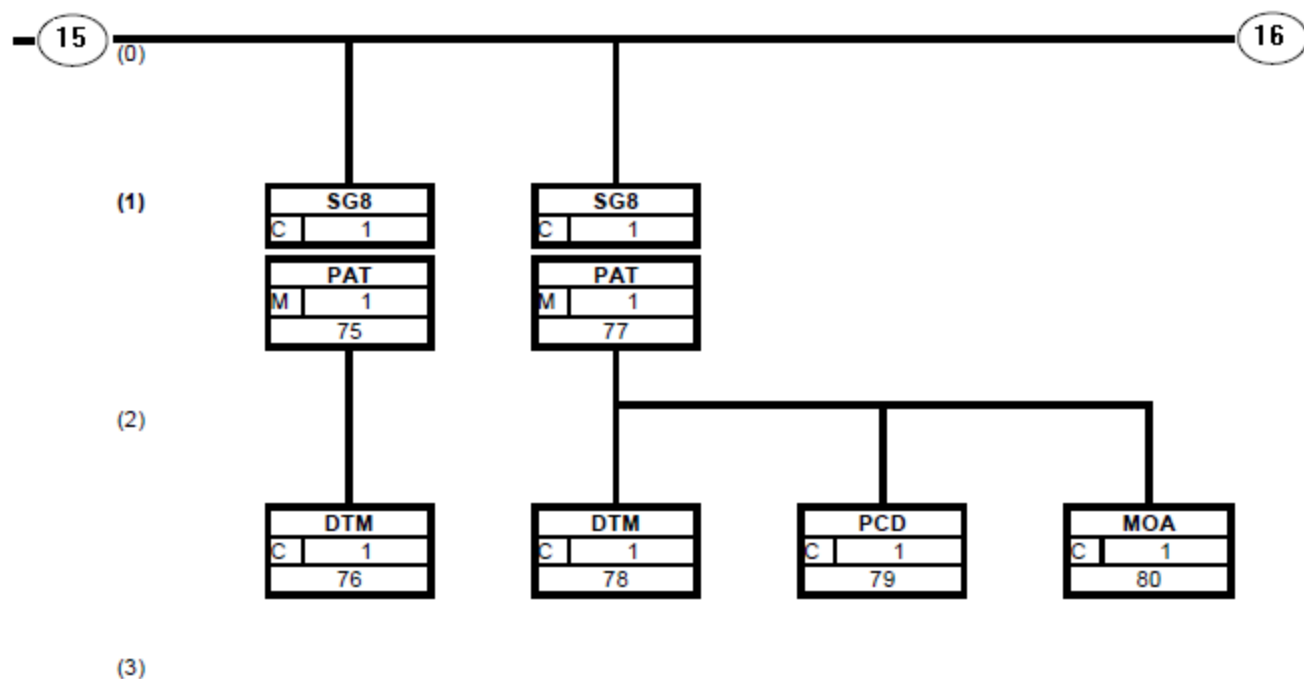 15 16
(0)
(1) SG8 SG8
C 1 C 1
PAT PAT
M 1 M 1
75 77
(2)
DTM DTM PCD MOA
C 1 C 1 C 1 C 1
76 78 79 80
(3)